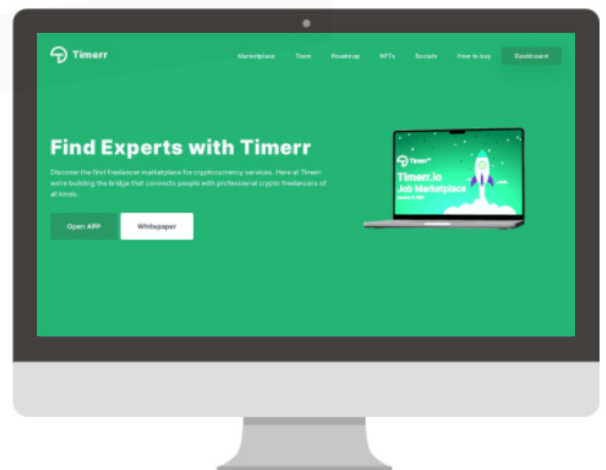 Timerr
Marketplace Team Roadmap NFTs Socials How to buy Dashboard
Find Experts with Timerr
Discover the first freelancer marketplace for cryptocurrency services. Here at Timerr
we're building the bridge that connects people with professional crypto freelancers of
all kinds.
Open APP Whitepaper
Timerr
Timerr.io
Job Marketplace